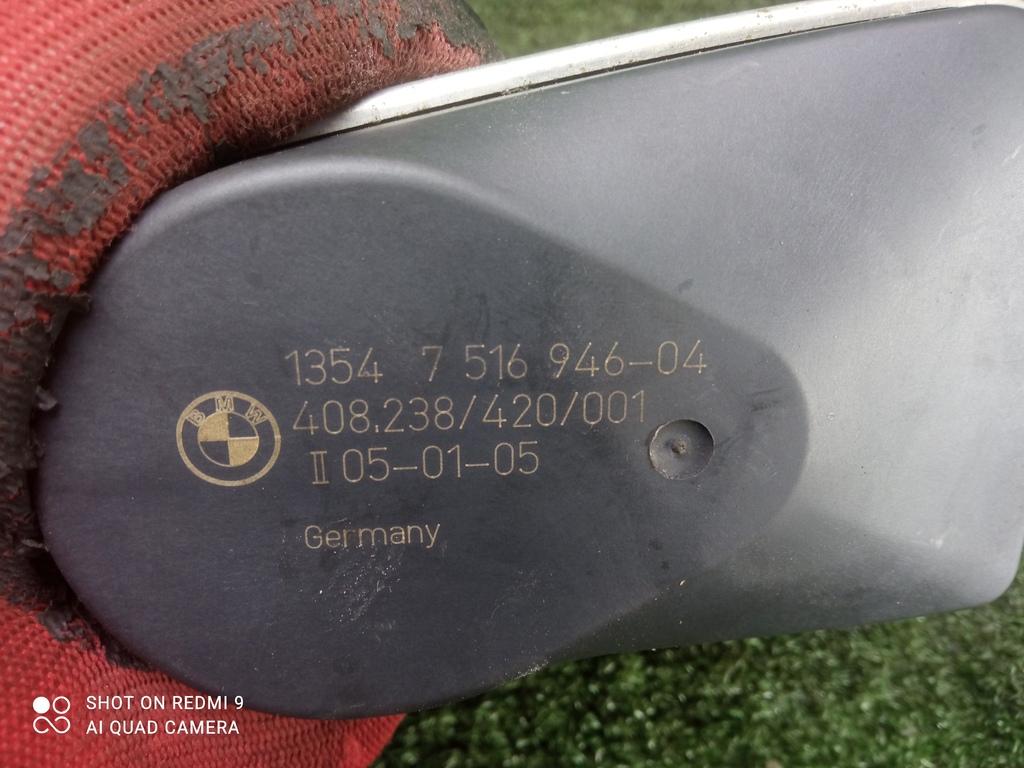 1354 7 516 946-04
BMW
408.238/420/001
II 05-01-05
Germany
SHOT ON REDMI 9
AI QUAD CAMERA